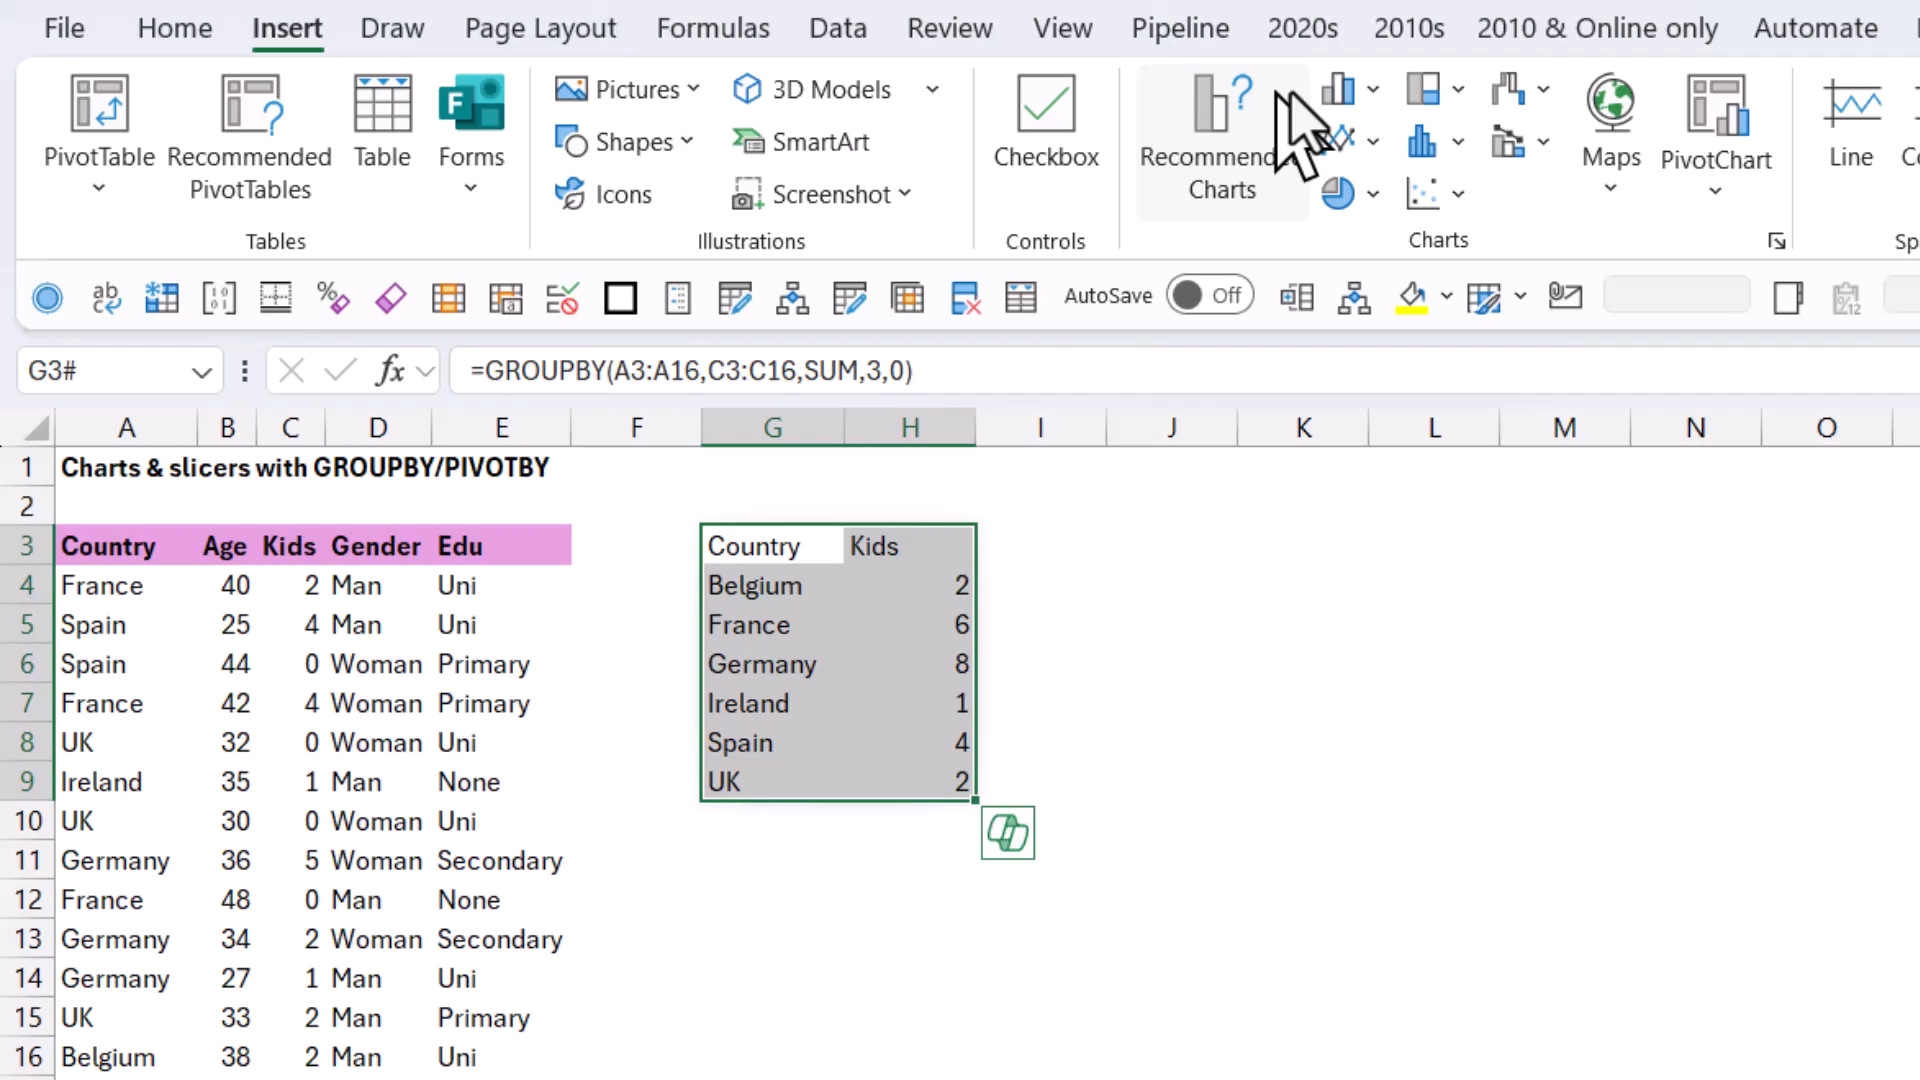 File Home Insert Draw Page Layout Formulas Data Review View Pipeline 2020s 2010s 2010 & Online only Automate
PivotTable Recommended PivotTables Table Forms
Pictures 3D Models
Shapes SmartArt
Icons Screenshot
Checkbox
Charts
Maps PivotChart Line
Tables Illustrations Controls Charts
ab
AutoSave Off
G3# fx =GROUPBY(A3:A16,C3:C16,SUM,3,0)
A B C D E F G H I J K L M N O
1 Charts & slicers with GROUPBY/PIVOTBY
2
3 Country Age Kids Gender Edu Country Kids
4 France 40 2 Man Uni Belgium 2
5 Spain 25 4 Man Uni France 6
6 Spain 44 0 Woman Primary Germany 8
7 France 42 4 Woman Primary Ireland 1
8 UK 32 0 Woman Uni Spain 4
9 Ireland 35 1 Man None UK 2
10 UK 30 0 Woman Uni
11 Germany 36 5 Woman Secondary
12 France 48 0 Man None
13 Germany 34 2 Woman Secondary
14 Germany 27 1 Man Uni
15 UK 33 2 Man Primary
16 Belgium 38 2 Man Uni